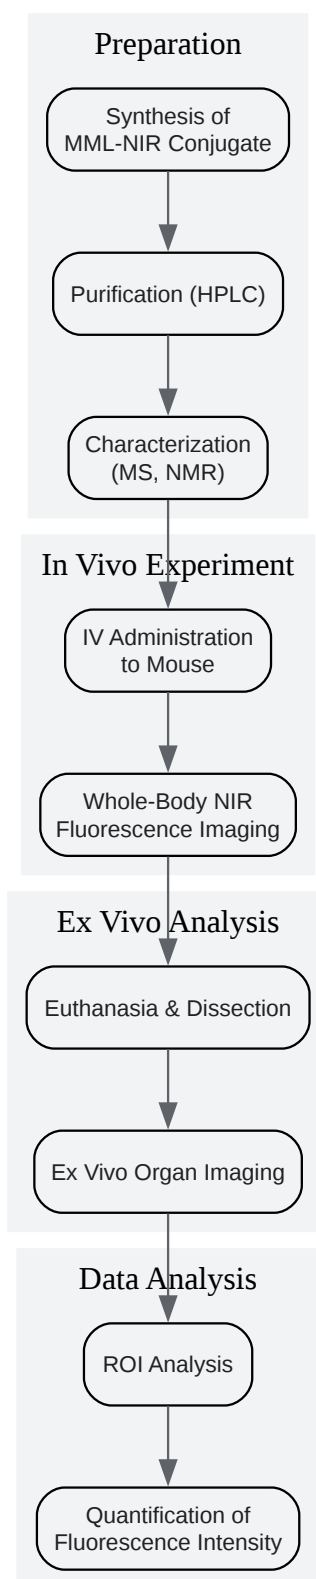 Preparation
Synthesis of
MML-NIR Conjugate
Purification (HPLC)
Characterization
(MS, NMR)
In Vivo Experiment
IV Administration
to Mouse
Whole-Body NIR
Fluorescence Imaging
Ex Vivo Analysis
Euthanasia & Dissection
Ex Vivo Organ Imaging
Data Analysis
ROI Analysis
Quantification of
Fluorescence Intensity